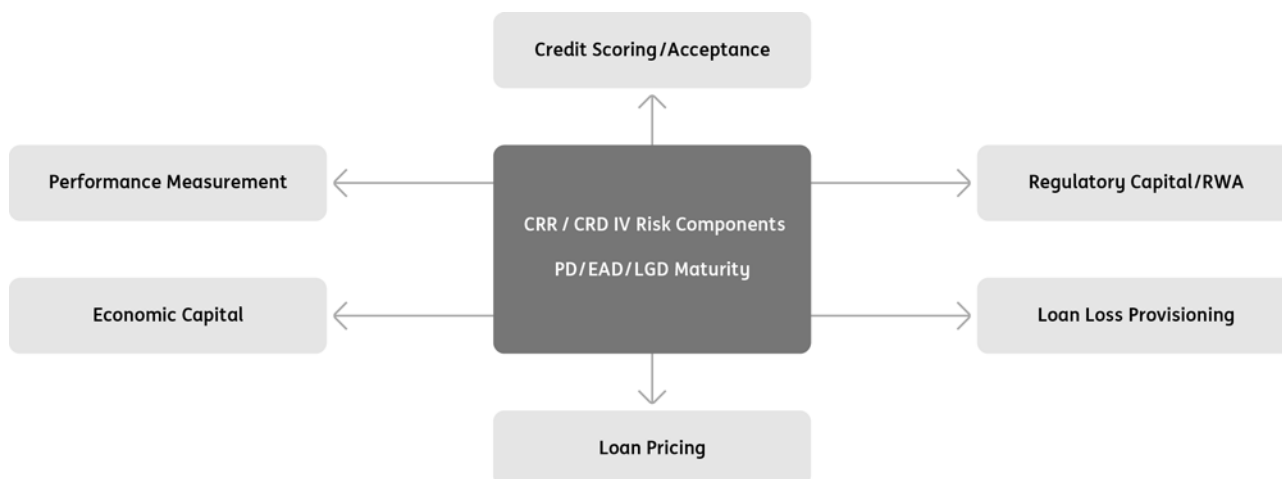 Credit Scoring/Acceptance
Performance Measurement
Regulatory Capital/RWA
CRR / CRD IV Risk Components
PD/EAD/LGD Maturity
Economic Capital
Loan Loss Provisioning
Loan Pricing